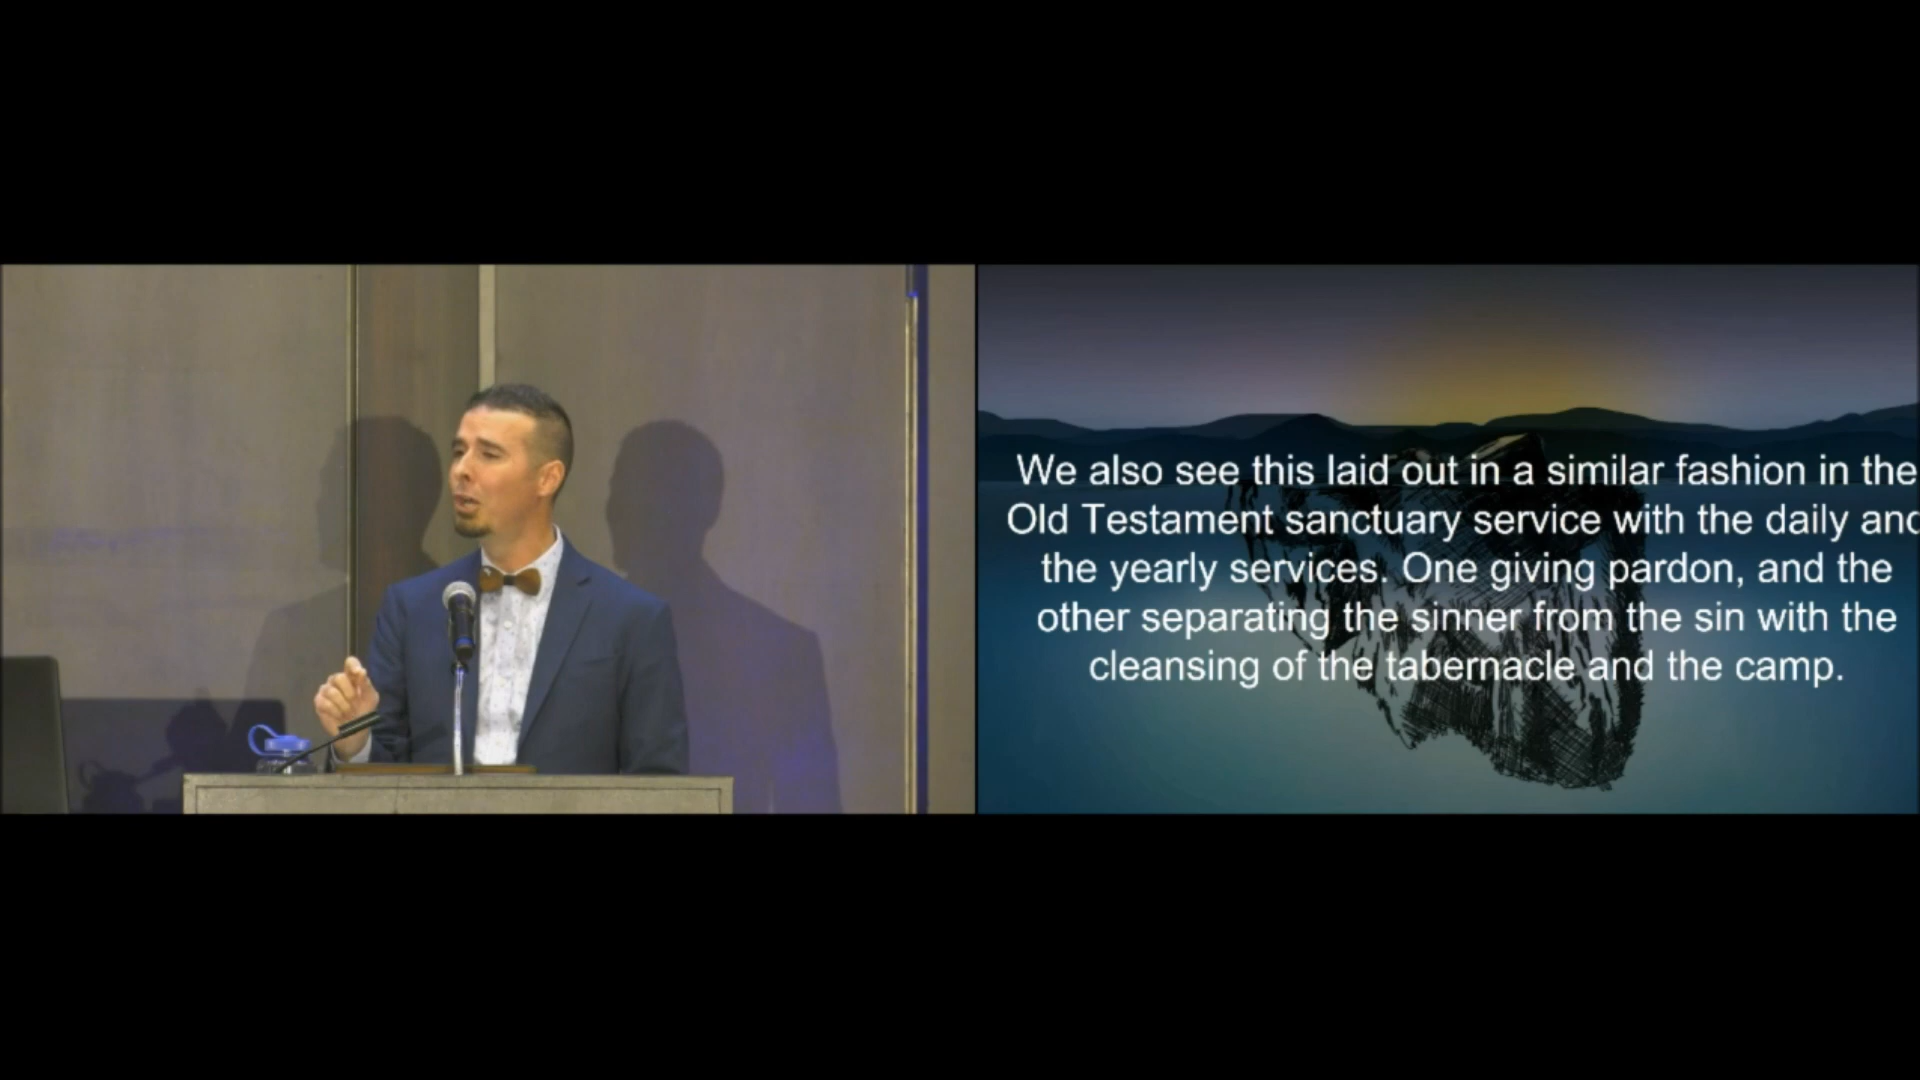 We also see this laid out in a similar fashion in the
Old Testament sanctuary service with the daily and
the yearly services. One giving pardon, and the
other separating the sinner from the sin with the
cleansing of the tabernacle and the camp.